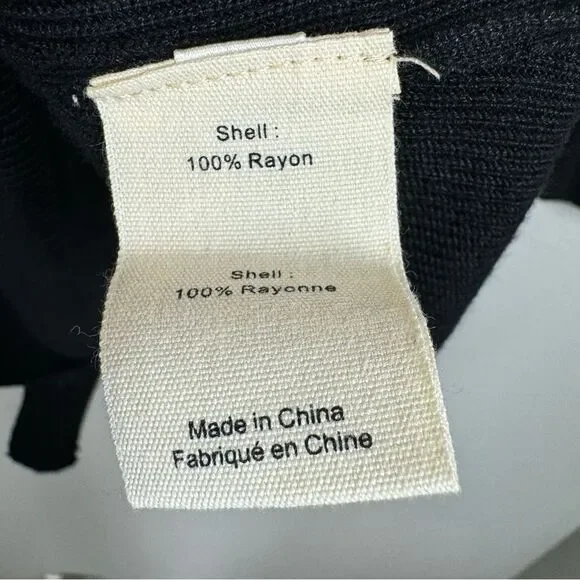 Shell :
100% Rayon
Shell :
100% Rayonne
Made in China
Fabriqué en Chine